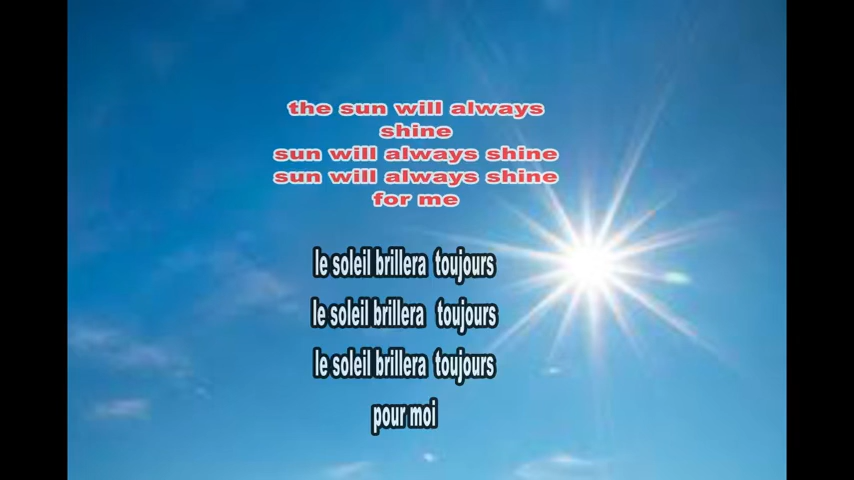 the sun will always
shine
sun will always shine
sun will always shine
for me
le soleil brillera toujours
le soleil brillera toujours
le soleil brillera toujours
pour moi